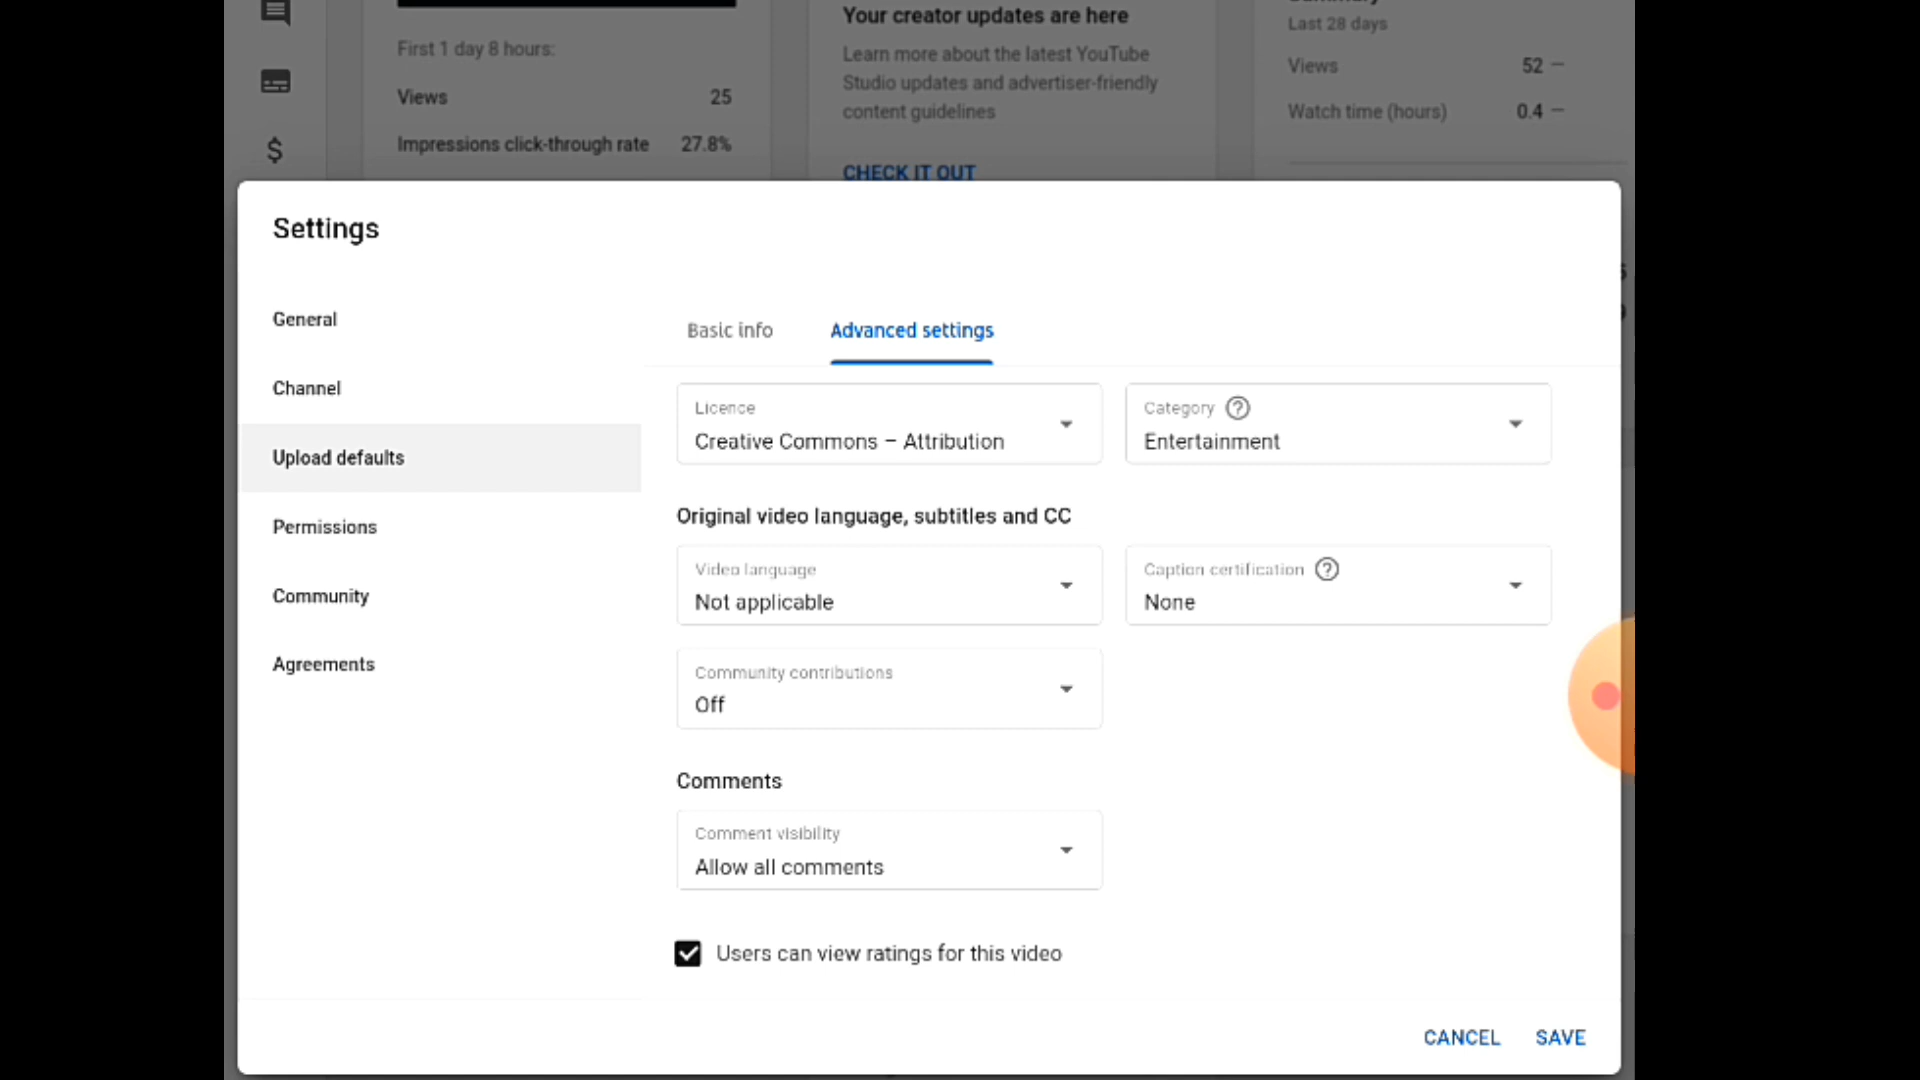 First 1 day 8 hours:
Views 25
Impressions click-through rate 27.8%
Your creator updates are here
Learn more about the latest YouTube
Studio updates and advertiser-friendly
content guidelines
CHECK IT OUT
Last 28 days
Views 52 —
Watch time (hours) 0.4 —
Settings
General
Channel
Upload defaults
Permissions
Community
Agreements
Basic info
Advanced settings
Licence
Creative Commons – Attribution
Category
Entertainment
Original video language, subtitles and CC
Video language
Not applicable
Caption certification
None
Community contributions
Off
Comments
Comment visibility
Allow all comments
Users can view ratings for this video
CANCEL
SAVE